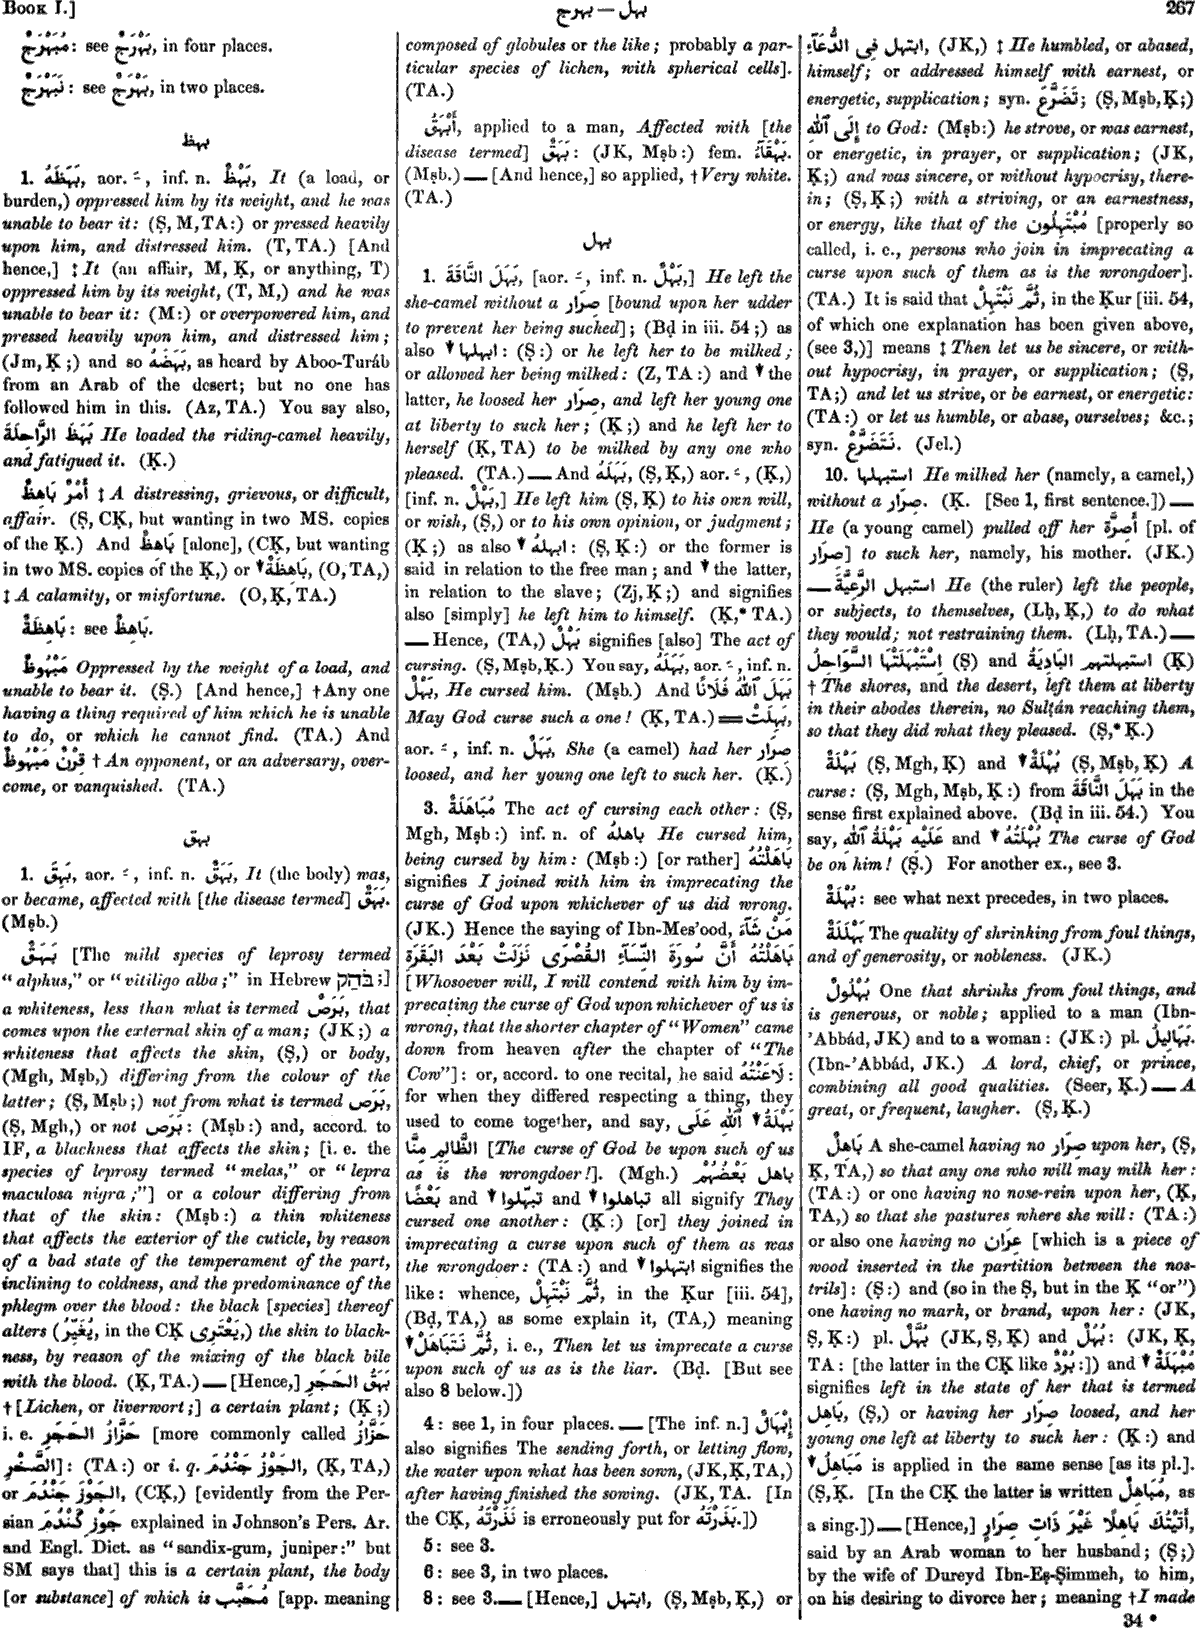 BOOK I.]
بهل — بهرج
267
مُبَهْرَجٌ: see بَهْرَجٌ, in four places.
نَبَهْرَجٌ: see بَهْرَجٌ, in two places.
بهظ
1. بَهَظَهُ, aor. ـَ , inf. n. بَهْظٌ, It (a load, or
burden,) oppressed him by its weight, and he was
unable to bear it: (Ṣ, M, TA:) or pressed heavily
upon him, and distressed him. (T, TA.) [And
hence,] ‡ It (an affair, M, Ḳ, or anything, T)
oppressed him by its weight, (T, M,) and he was
unable to bear it: (M:) or overpowered him, and
pressed heavily upon him, and distressed him;
(Jm, Ḳ;) and so بَهَضَهُ, as heard by Aboo-Turáb
from an Arab of the desert; but no one has
followed him in this. (Az, TA.) You say also,
بَهَظَ الرَّاحِلَةَ He loaded the riding-camel heavily,
and fatigued it. (Ḳ.)
أَمْرٌ بَاهِظٌ ‡ A distressing, grievous, or difficult,
affair. (Ṣ, CḲ, but wanting in two MS. copies
of the Ḳ.) And بَاهِظٌ [alone], (CḲ, but wanting
in two MS. copies of the Ḳ,) or ▼ بَاهِظَةٌ, (O, TA,)
‡ A calamity, or misfortune. (O, Ḳ, TA.)
بَاهِظَةٌ: see بَاهِظٌ.
مَبْهُوظٌ Oppressed by the weight of a load, and
unable to bear it. (Ṣ.) [And hence,] † Any one
having a thing required of him which he is unable
to do, or which he cannot find. (TA.) And
قِرْنٌ مَبْهُوظٌ † An opponent, or an adversary, over-
come, or vanquished. (TA.)
بهق
1. بَهِقَ, aor. ـَ , inf. n. بَهَقٌ, It (the body) was,
or became, affected with [the disease termed] بَهَقٌ.
(Mṣb.)
بَهَقٌ [The mild species of leprosy termed
“alphus,” or “vitiligo alba;” in Hebrew בֹּהַק;]
a whiteness, less than what is termed بَرَصٌ, that
comes upon the external skin of a man; (JK;) a
whiteness that affects the skin, (Ṣ,) or body,
(Mgh, Mṣb,) differing from the colour of the
latter; (Ṣ, Mṣb;) not from what is termed بَرَص,
(Ṣ, Mgh,) or not بَرَص: (Mṣb:) and, accord. to
IF, a blackness that affects the skin; [i. e. the
species of leprosy termed “melas,” or “lepra
maculosa nigra;”] or a colour differing from
that of the skin: (Mṣb:) a thin whiteness
that affects the exterior of the cuticle, by reason
of a bad state of the temperament of the part,
inclining to coldness, and the predominance of the
phlegm over the blood: the black [species] thereof
alters (يُغَيِّرُ, in the CḲ يَعْتَرِى,) the skin to black-
ness, by reason of the mixing of the black bile
with the blood. (Ḳ, TA.) — [Hence,] بَهَقُ الحَجَرِ
† [Lichen, or liverwort;] a certain plant; (Ḳ;)
i. e. حَزَّازُ الحَجَرِ [more commonly called حَزَّازُ
الصَّخْرِ]: (TA:) or i. q. الجَوْزُ جَنْدُمَ, (Ḳ, TA,)
or الجَوْزَ جَنْدُمَ, (CḲ,) [evidently from the Per-
sian جَوْزِ گَنْدُمْ explained in Johnson's Pers. Ar.
and Engl. Dict. as “sandix-gum, juniper:” but
SM says that] this is a certain plant, the body
[or substance] of which is مُحَبَّب [app. meaning
composed of globules or the like; probably a par-
ticular species of lichen, with spherical cells].
(TA.)
أَبْهَقُ, applied to a man, Affected with [the
disease termed] بَهَقٌ: (JK, Mṣb:) fem. بَهْقَآءُ.
(Mṣb.) — [And hence,] so applied, † Very white.
(TA.)
بهل
1. بَهَلَ النَّاقَةَ, [aor. ـَ , inf. n. بَهْلٌ,] He left the
she-camel without a صِرَار [bound upon her udder
to prevent her being sucked]; (Bḍ in iii. 54;) as
also ▼ ابهلها: (Ṣ:) or he left her to be milked;
or allowed her being milked: (Z, TA:) and ▼ the
latter, he loosed her صِرَار, and left her young one
at liberty to suck her; (Ḳ;) and he left her to
herself (Ḳ, TA) to be milked by any one who
pleased. (TA.) — And بَهَلَهُ, (Ṣ, Ḳ,) aor. ـَ , (Ḳ,)
[inf. n. بَهْلٌ,] He left him (Ṣ, Ḳ) to his own will,
or wish, (Ṣ,) or to his own opinion, or judgment;
(Ḳ;) as also ▼ ابهلهُ: (Ṣ, Ḳ:) or the former is
said in relation to the free man; and ▼ the latter,
in relation to the slave; (Zj, Ḳ;) and signifies
also [simply] he left him to himself. (Ḳ,* TA.)
— Hence, (TA,) بَهْلٌ signifies [also] The act of
cursing. (Ṣ, Mṣb, Ḳ.) You say, بَهَلَهُ, aor. ـَ , inf. n.
بَهْلٌ, He cursed him. (Mṣb.) And بَهَلَ ٱللّٰهُ فُلَانًا
May God curse such a one! (Ḳ, TA.) ═ بَهِلَتْ,
aor. ـَ , inf. n. بَهَلٌ, She (a camel) had her صِرَار
loosed, and her young one left to suck her. (Ḳ.)
3. مُبَاهَلَةٌ The act of cursing each other: (Ṣ,
Mgh, Mṣb:) inf. n. of باهلهُ He cursed him,
being cursed by him: (Mṣb:) [or rather] بَاهَلْتُهُ
signifies I joined with him in imprecating the
curse of God upon whichever of us did wrong.
(JK.) Hence the saying of Ibn-Mes'ood, مَنْ شَآءَ
بَاهَلْتُهُ أَنَّ سُورَةَ النِّسَآءِ القُصْرَى نَزَلَتْ بَعْدَ البَقَرَةِ
[Whosoever will, I will contend with him by im-
precating the curse of God upon whichever of us is
wrong, that the shorter chapter of “Women” came
down from heaven after the chapter of “The
Cow”]: or, accord. to one recital, he said لَاعَنْتُهُ:
for when they differed respecting a thing, they
used to come together, and say, ▼ بَهْلَةُ ٱللّٰهِ عَلَى
الظَّالِمِ مِنَّا [The curse of God be upon such of us
as is the wrongdoer!]. (Mgh.) باهل بَعْضُهُمْ
بَعْضًا and ▼ تبهّلوا and ▼ تباهلوا all signify They
cursed one another: (Ḳ:) [or] they joined in
imprecating a curse upon such of them as was
the wrongdoer: (TA:) and ▼ ابتهلوا signifies the
like: whence, ثُمَّ نَبْتَهِلْ, in the Ḳur [iii. 54],
(Bḍ, TA,) as some explain it, (TA,) meaning
▼ ثُمَّ نَتَبَاهَلْ, i. e., Then let us imprecate a curse
upon such of us as is the liar. (Bḍ. [But see
also 8 below.])
4: see 1, in four places. — [The inf. n.] إِبْهَالٌ
also signifies The sending forth, or letting flow,
the water upon what has been sown, (JK, Ḳ, TA,)
after having finished the sowing. (JK, TA. [In
the CḲ, نَذَرْتَهُ is erroneously put for بَذَرْتَهُ.])
5: see 3.
6: see 3, in two places.
8: see 3. — [Hence,] ابتهل, (Ṣ, Mṣb, Ḳ,) or
ابتهل فِى الدُّعَآءِ, (JK,) ‡ He humbled, or abased,
himself; or addressed himself with earnest, or
energetic, supplication; syn. تَضَرَّعَ; (Ṣ, Mṣb, Ḳ;)
إِلَى ٱللّٰهِ to God: (Mṣb:) he strove, or was earnest,
or energetic, in prayer, or supplication; (JK,
Ḳ;) and was sincere, or without hypocrisy, there-
in; (Ṣ, Ḳ;) with a striving, or an earnestness,
or energy, like that of the مُبْتَهِلُون [properly so
called, i. e., persons who join in imprecating a
curse upon such of them as is the wrongdoer].
(TA.) It is said that ثُمَّ نَبْتَهِلْ, in the Ḳur [iii. 54,
of which one explanation has been given above,
(see 3,)] means ‡ Then let us be sincere, or with-
out hypocrisy, in prayer, or supplication; (Ṣ,
TA;) and let us strive, or be earnest, or energetic:
(TA:) or let us humble, or abase, ourselves; &c.;
syn. نَتَضَرَّعْ. (Jel.)
10. استبهلها He milked her (namely, a camel,)
without a صِرَار. (Ḳ. [See 1, first sentence.]) —
He (a young camel) pulled off her أَصِرَّة [pl. of
صِرَار] to suck her, namely, his mother. (JK.)
— استبهل الرَّعِيَّةَ He (the ruler) left the people,
or subjects, to themselves, (Lḥ, Ḳ,) to do what
they would; not restraining them. (Lḥ, TA.) —
اِسْتَبْهَلَتْهَا السَّوَاحِلُ (Ṣ) and استبهلتهم البَادِيَةُ (Ḳ)
† The shores, and the desert, left them at liberty
in their abodes therein, no Sulṭán reaching them,
so that they did what they pleased. (Ṣ,* Ḳ.)
بَهْلَةٌ (Ṣ, Mgh, Ḳ) and ▼ بُهْلَةٌ (Ṣ, Mṣb, Ḳ) A
curse: (Ṣ, Mgh, Mṣb, Ḳ:) from بَهَلَ النَّاقَةَ in the
sense first explained above. (Bḍ in iii. 54.) You
say, عَلَيْهِ بَهْلَةُ ٱللّٰهِ and ▼ بُهْلَتُهُ The curse of God
be on him! (Ṣ.) For another ex., see 3.
بُهْلَةٌ: see what next precedes, in two places.
بَهْلَلَةٌ The quality of shrinking from foul things,
and of generosity, or nobleness. (JK.)
بُهْلُولٌ One that shrinks from foul things, and
is generous, or noble; applied to a man (Ibn-
'Abbád, JK) and to a woman: (JK:) pl. بَهَالِيلُ.
(Ibn-'Abbád, JK.) A lord, chief, or prince,
combining all good qualities. (Seer, Ḳ.) — A
great, or frequent, laugher. (Ṣ, Ḳ.)
بَاهِلٌ A she-camel having no صِرَار upon her, (Ṣ,
Ḳ, TA,) so that any one who will may milk her:
(TA:) or one having no nose-rein upon her, (Ḳ,
TA,) so that she pastures where she will: (TA:)
or also one having no عِرَان [which is a piece of
wood inserted in the partition between the nos-
trils]: (Ṣ:) and (so in the Ṣ, but in the Ḳ “or”)
one having no mark, or brand, upon her: (JK,
Ṣ, Ḳ:) pl. بُهَّلٌ (JK, Ṣ, Ḳ) and بُهْلٌ: (JK, Ḳ,
TA: [the latter in the CḲ like بُرْدٌ:]) and ▼ مُبْهَلَةٌ
signifies left in the state of her that is termed
بَاهِل, (Ṣ,) or having her صِرَار loosed, and her
young one left at liberty to suck her: (Ḳ:) and
▼ مَبَاهِلُ is applied in the same sense [as its pl.].
(Ṣ, Ḳ. [In the CḲ the latter is written مُبَاهِلٌ, as
a sing.]) — [Hence,] أَتَيْتُكَ بَاهِلًا غَيْرَ ذَاتِ صِرَارٍ,
said by an Arab woman to her husband; (Ṣ;)
by the wife of Dureyd Ibn-Eṣ-Ṣimmeh, to him,
on his desiring to divorce her; meaning † I made
34 *